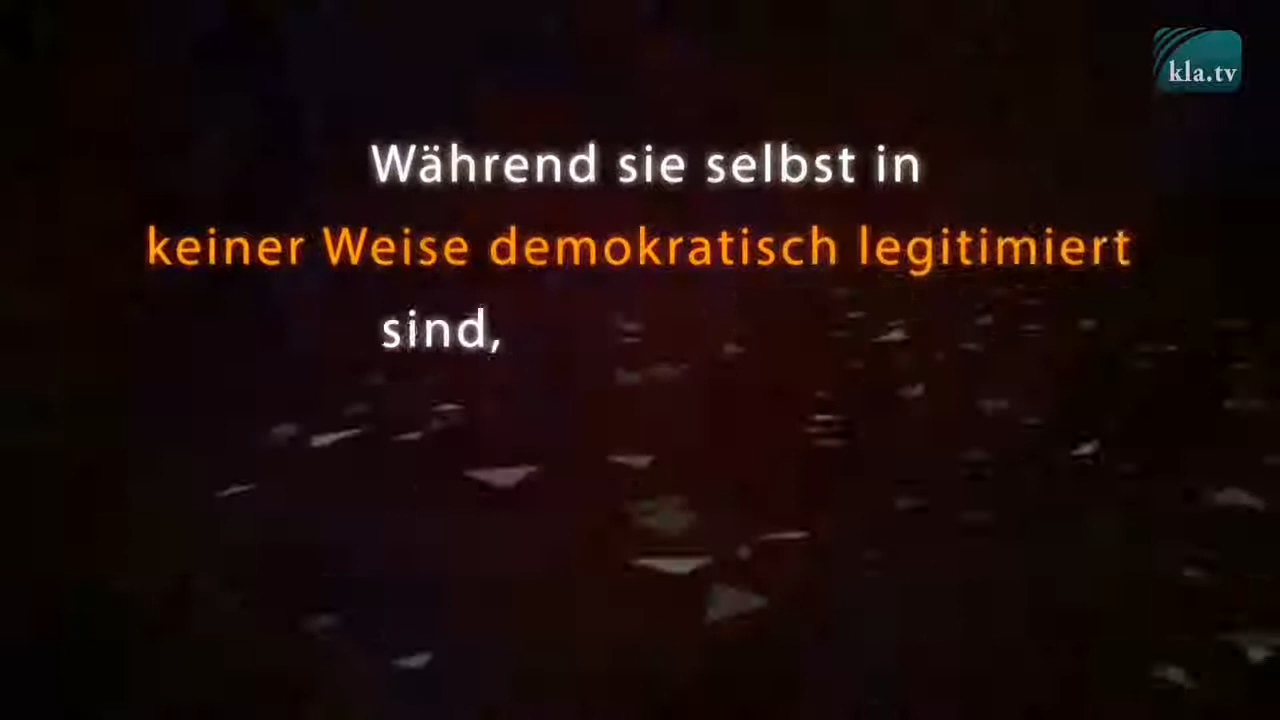 kla.tv
Während sie selbst in
keiner Weise demokratisch legitimiert
sind,